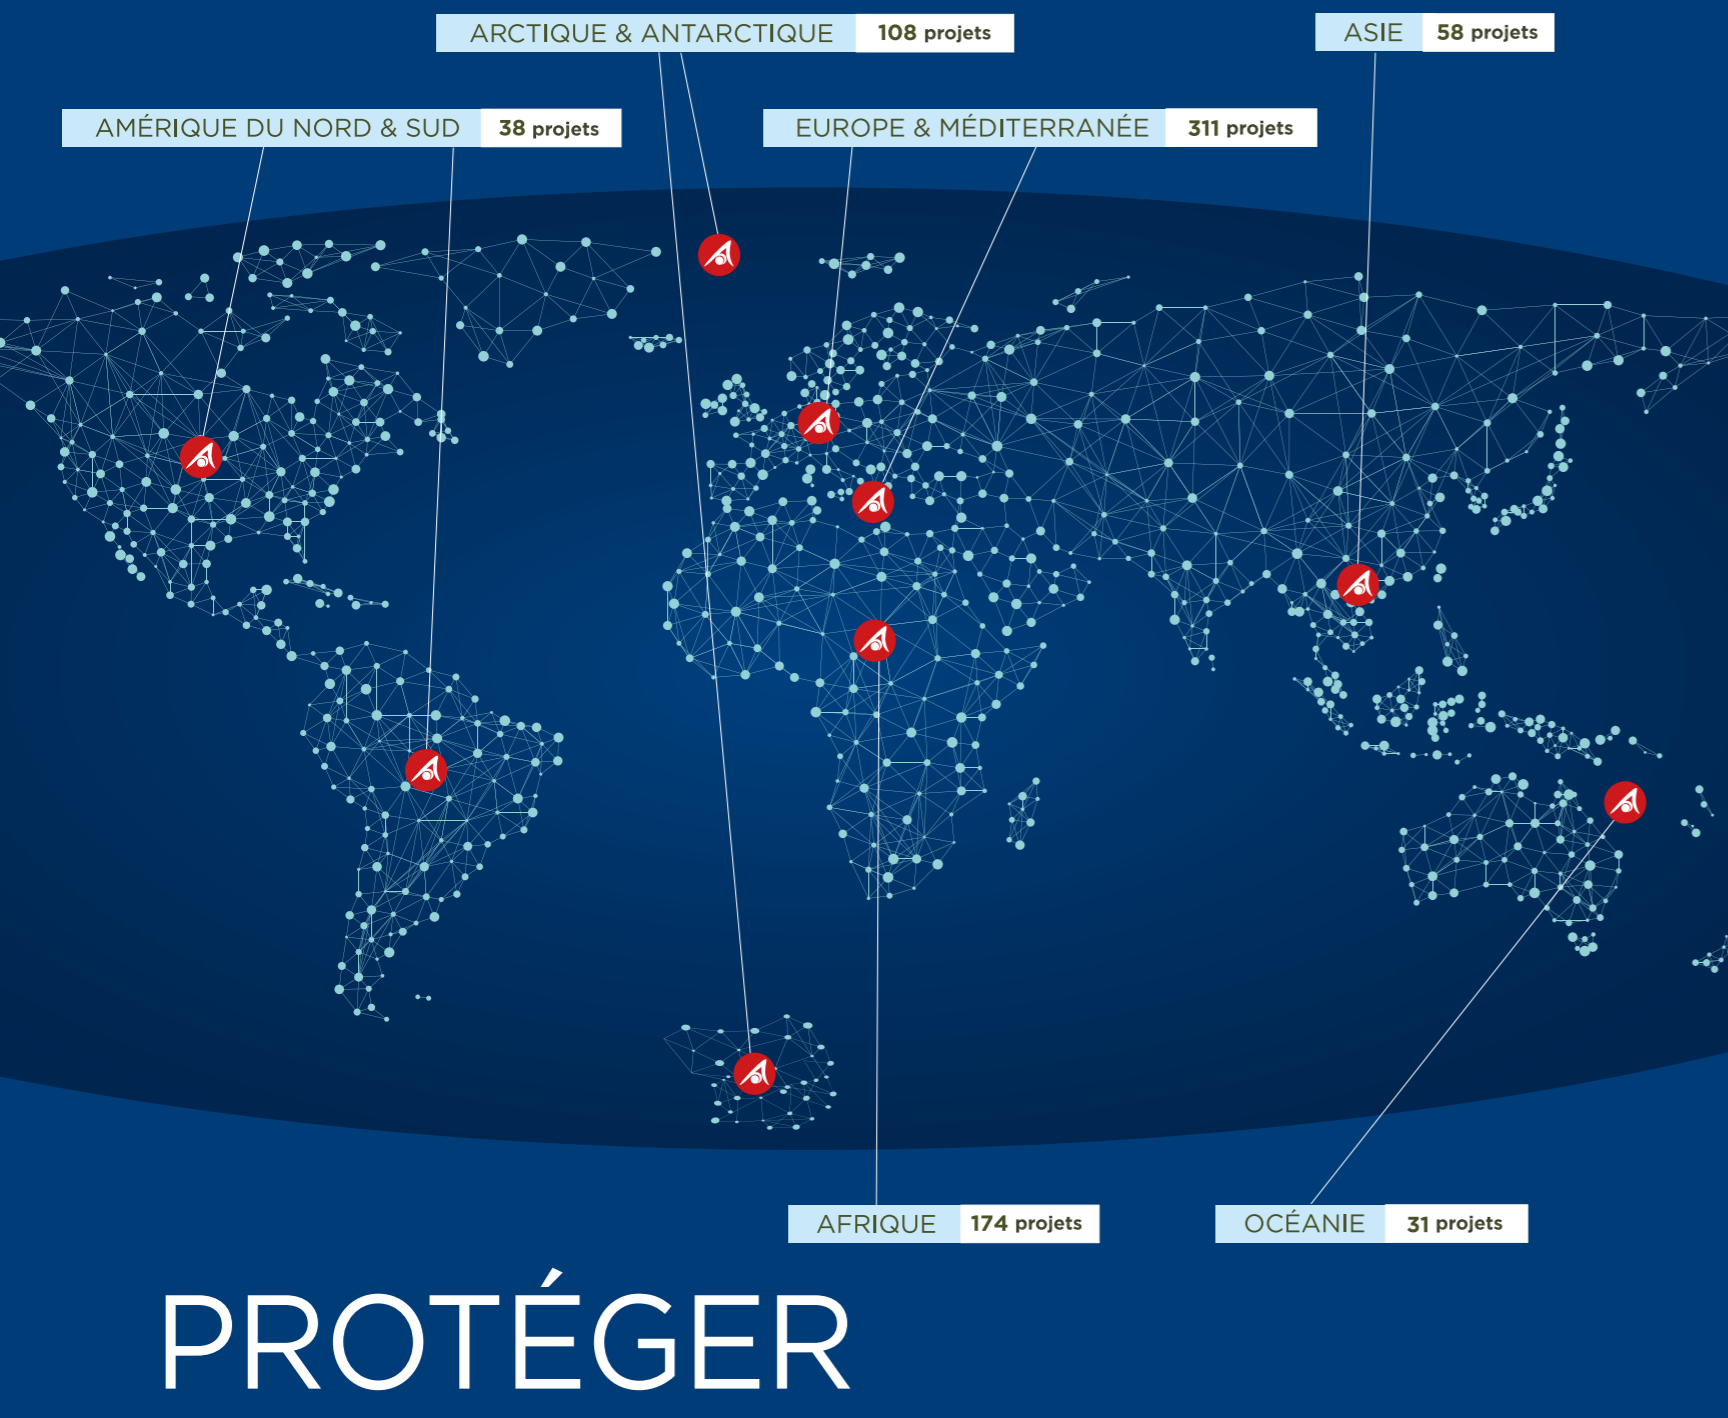 ARCTIQUE & ANTARCTIQUE 108 projets
ASIE 58 projets
AMÉRIQUE DU NORD & SUD 38 projets
EUROPE & MÉDITERRANÉE 311 projets
AFRIQUE 174 projets
OCÉANIE 31 projets
PROTÉGER